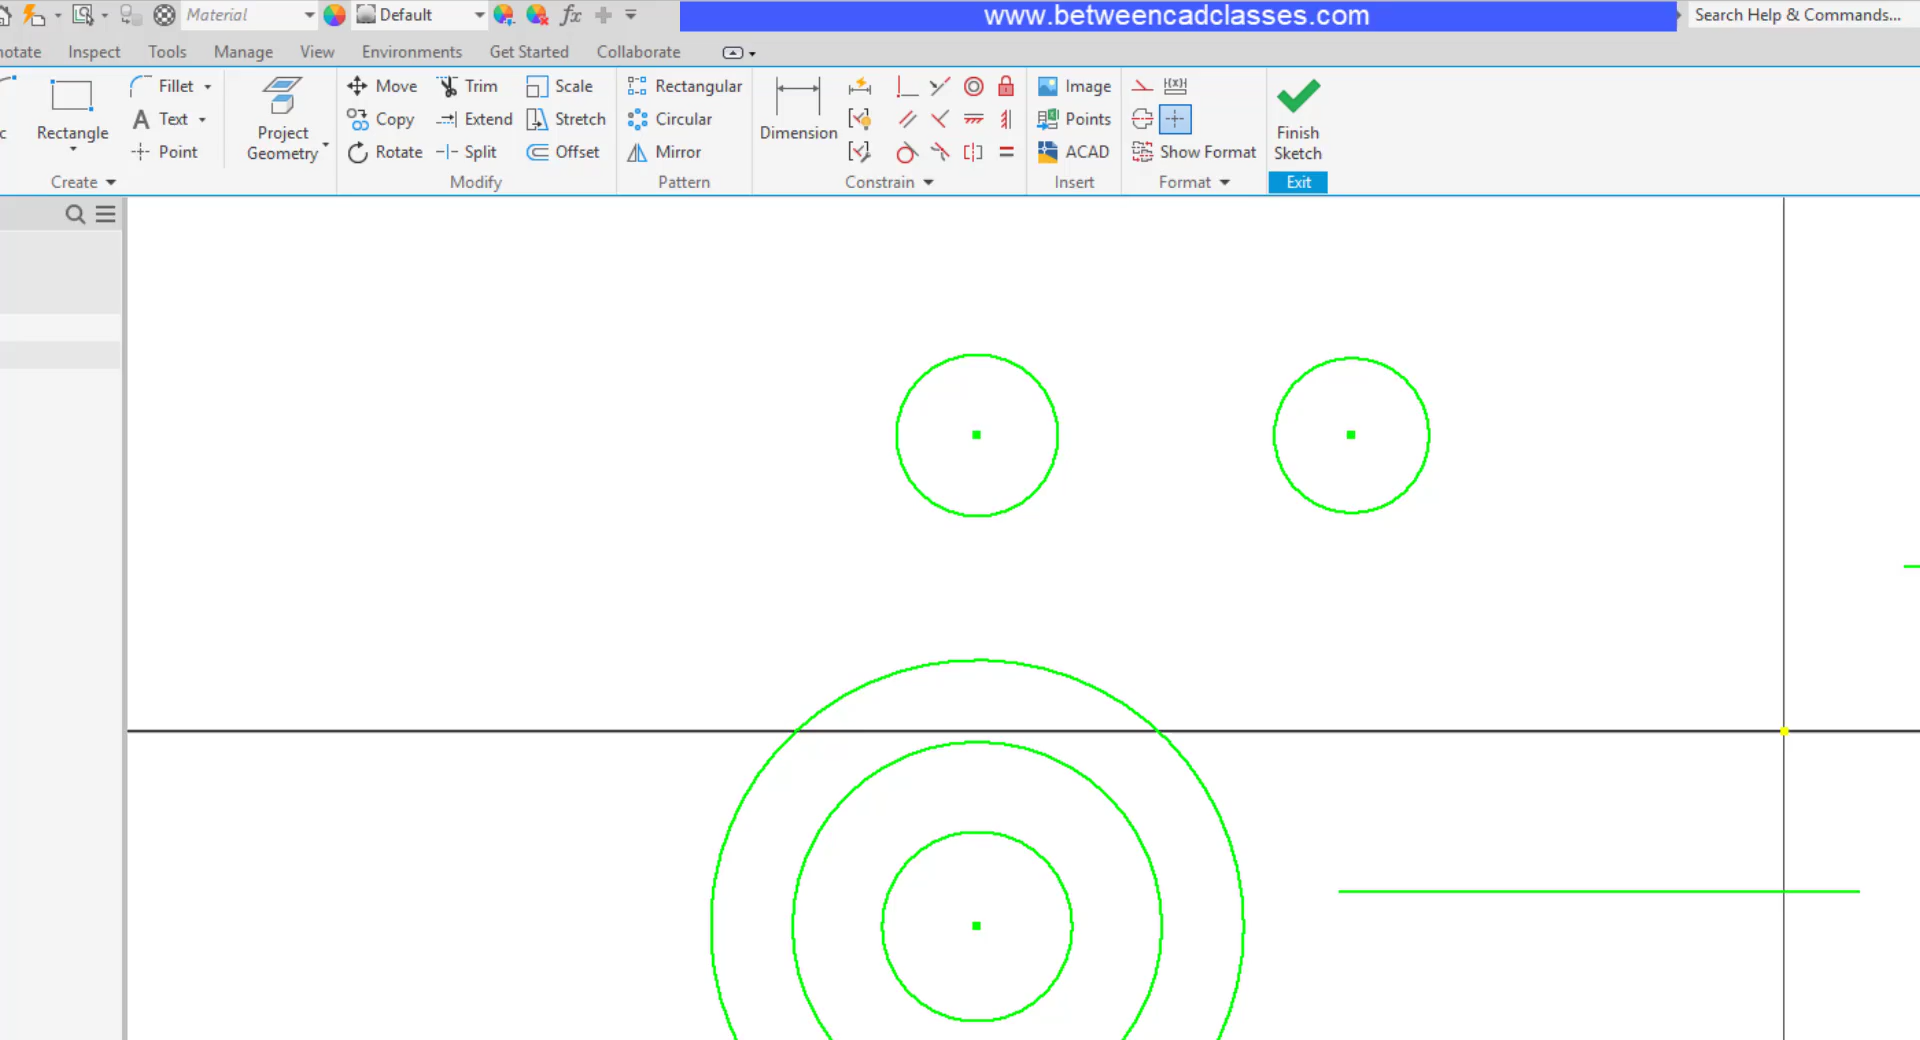 Material Default fx www.betweencadclasses.com Search Help & Commands...
notate Inspect Tools Manage View Environments Get Started Collaborate
Fillet Move Trim Scale Rectangular Image
Rectangle Text Project Geometry Copy Extend Stretch Circular Dimension Points Finish Sketch
c Point Rotate Split Offset Mirror ACAD Show Format
Create Modify Pattern Constrain Insert Format Exit